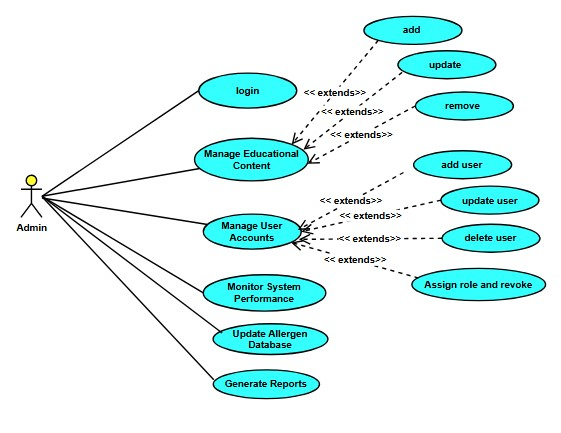 add
update
<< extends>>
login
remove
<< extends>>
<< extends>>
Manage Educational
Content
add user
update user
<< extends>>
<< extends>>
Admin
Manage User
Accounts
<< extends>>
delete user
<< extends>>
Assign role and revoke
Monitor System
Performance
Update Allergen
Database
Generate Reports